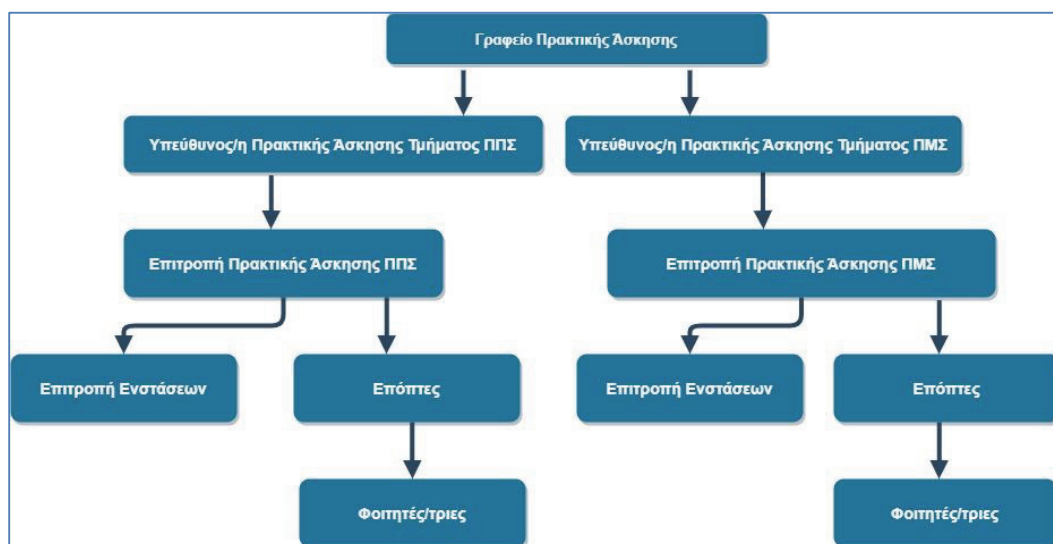 Γραφείο Πρακτικής Άσκησης
Υπεύθυνος/η Πρακτικής Άσκησης Τμήματος ΠΠΣ
Υπεύθυνος/η Πρακτικής Άσκησης Τμήματος ΠΜΣ
Επιτροπή Πρακτικής Άσκησης ΠΠΣ
Επιτροπή Πρακτικής Άσκησης ΠΜΣ
Επιτροπή Ενστάσεων
Επόπτες
Επιτροπή Ενστάσεων
Επόπτες
Φοιτητές/τριες
Φοιτητές/τριες